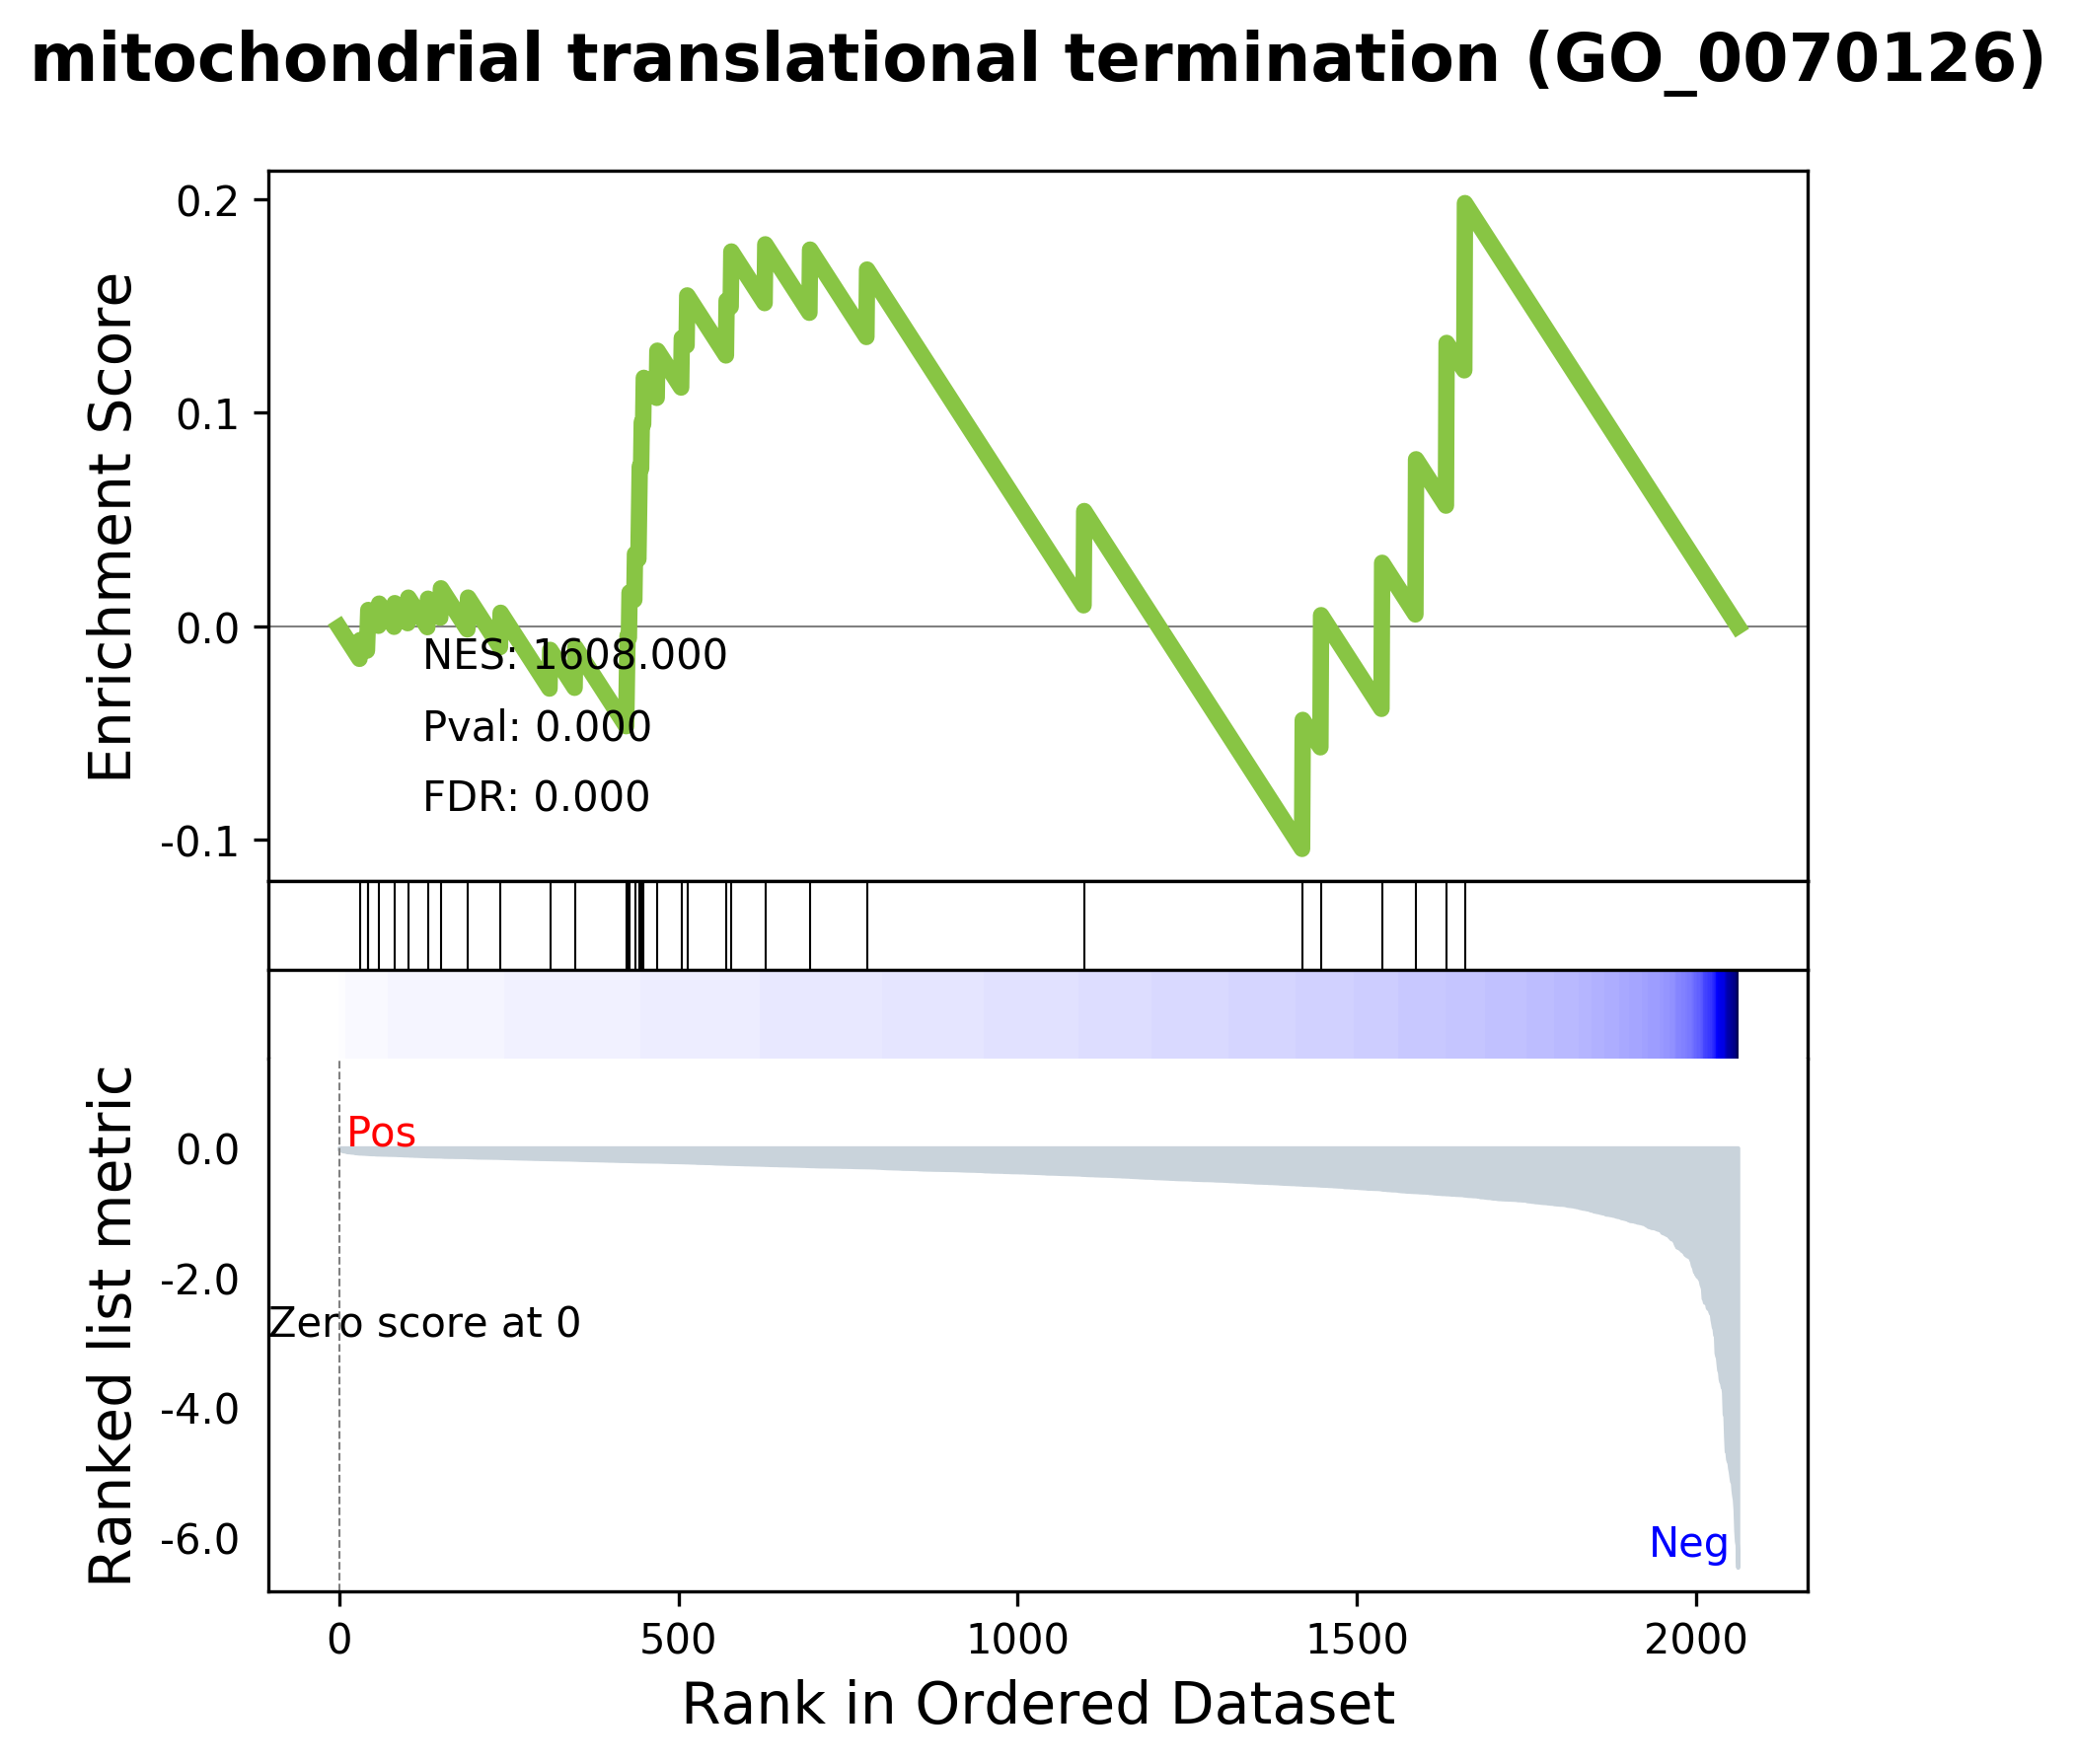 mitochondrial translational termination (GO_0070126)
Enrichment Score
0.2
0.1
0.0
-0.1
NES: 1608.000
Pval: 0.000
FDR: 0.000
Ranked list metric
Pos
0.0
-2.0
Zero score at 0
-4.0
-6.0
Neg
0 500 1000 1500 2000
Rank in Ordered Dataset